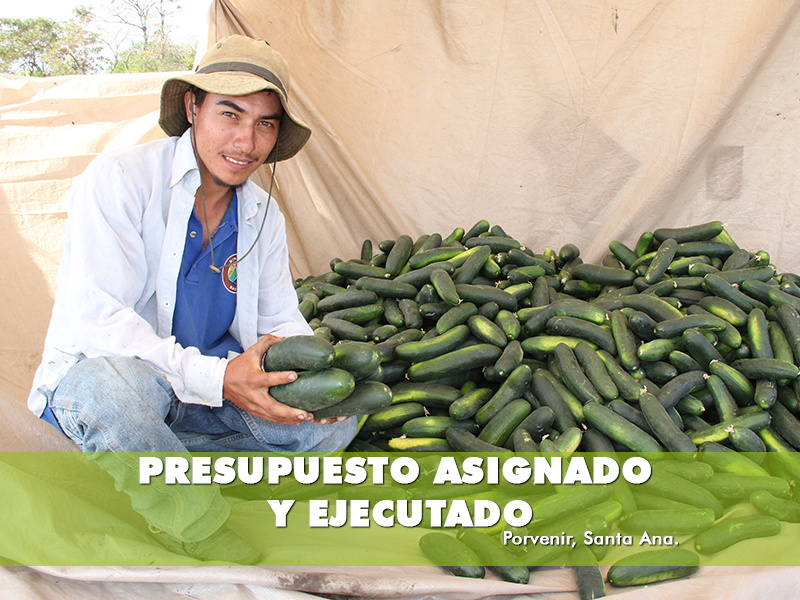 PRESUPUESTO ASIGNADO
Y EJECUTADO
Porvenir, Santa Ana.